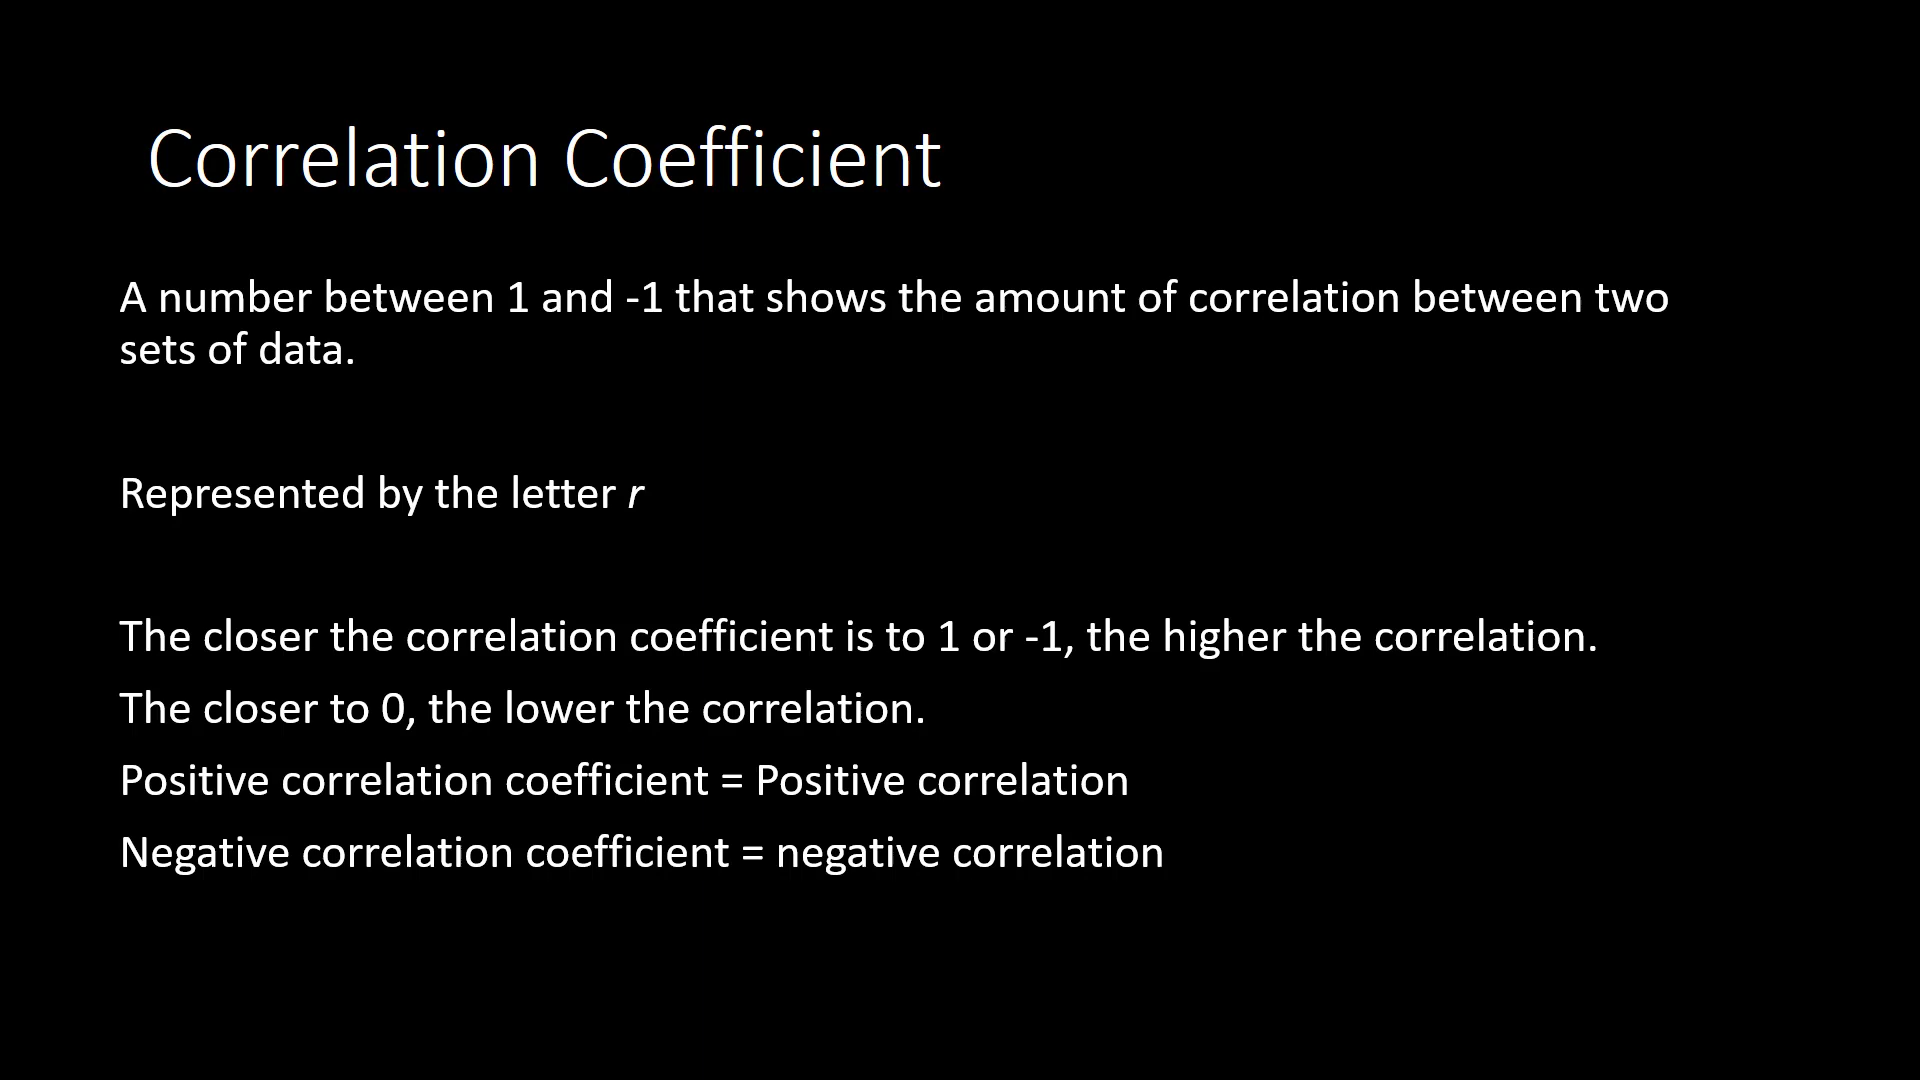 Correlation Coefficient
A number between 1 and -1 that shows the amount of correlation between two
sets of data.
Represented by the letter r
The closer the correlation coefficient is to 1 or -1, the higher the correlation.
The closer to 0, the lower the correlation.
Positive correlation coefficient = Positive correlation
Negative correlation coefficient = negative correlation